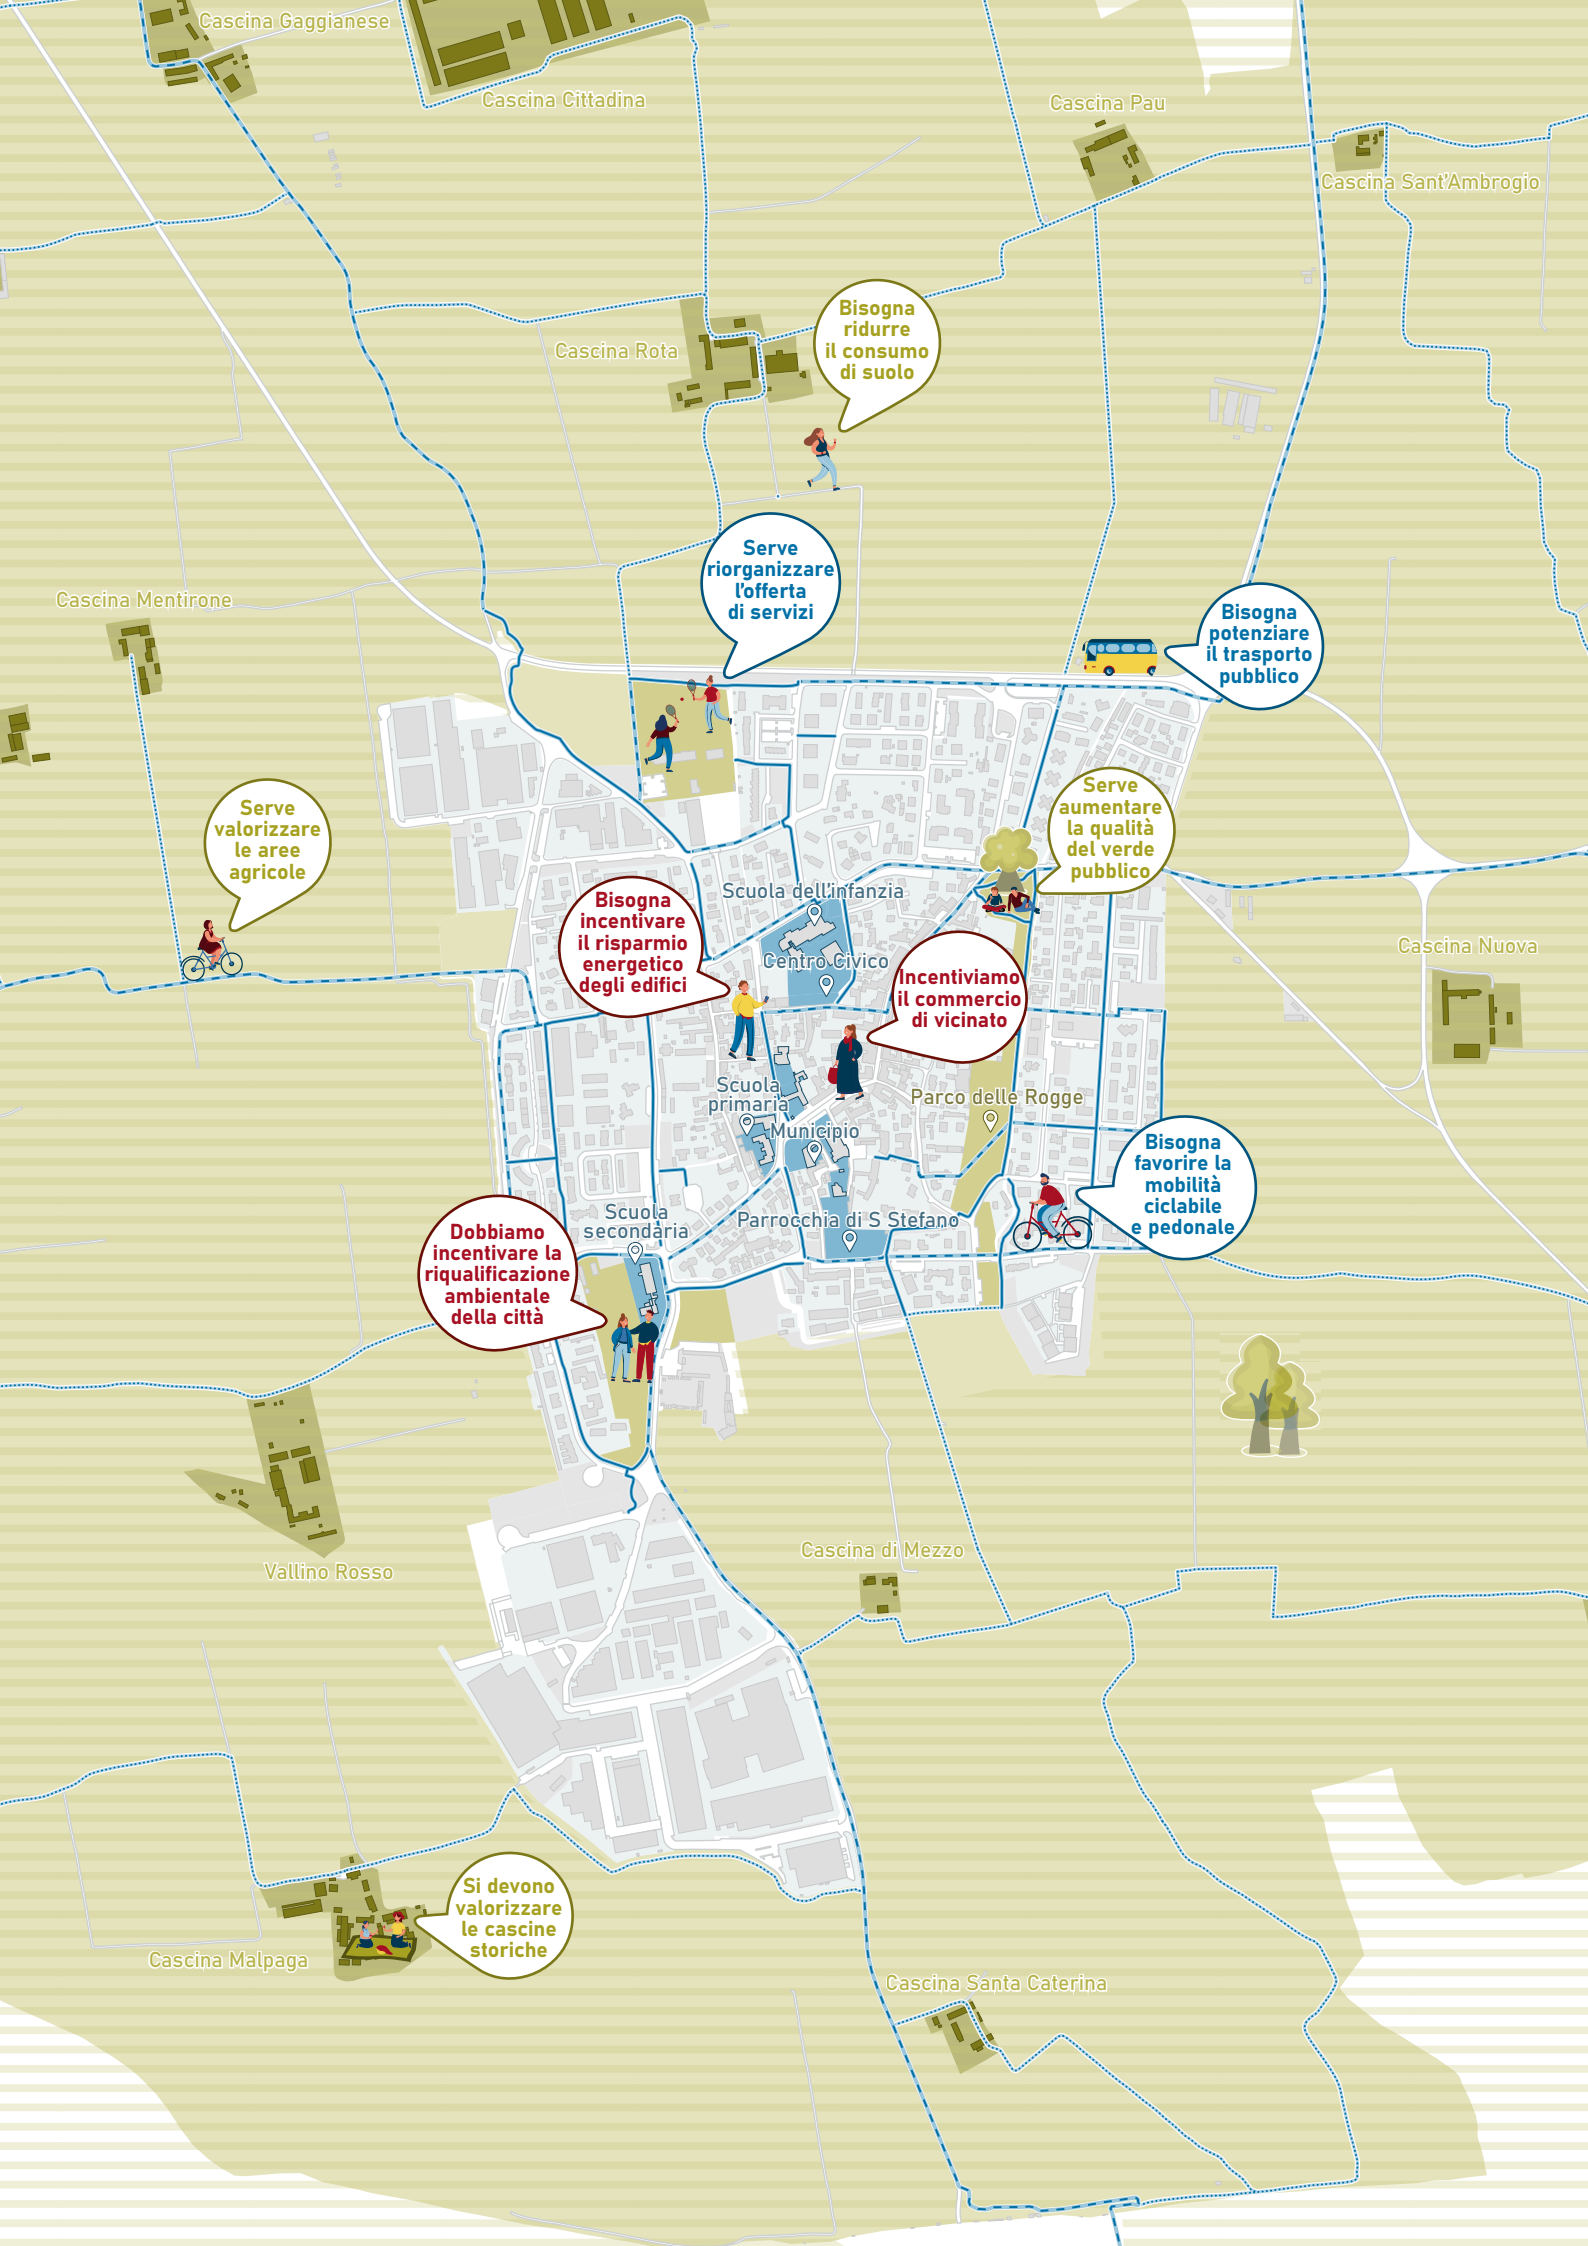 Cascina Gaggianese
Cascina Cittadina
Cascina Pau
Cascina Sant'Ambrogio
Bisogna
ridurre
il consumo
di suolo
Cascina Rota
Serve
riorganizzare
l'offerta
di servizi
Cascina Mentirone
Bisogna
potenziare
il trasporto
pubblico
Serve
valorizzare
le aree
agricole
Serve
aumentare
la qualità
del verde
pubblico
Scuola dell'infanzia
Bisogna
incentivare
il risparmio
energetico
degli edifici
Centro Civico
Cascina Nuova
Incentiviamo
il commercio
di vicinato
Scuola
primaria
Parco delle Rogge
Municipio
Bisogna
favorire la
mobilità
ciclabile
e pedonale
Scuola
secondaria
Parrocchia di S Stefano
Dobbiamo
incentivare la
riqualificazione
ambientale
della città
Cascina di Mezzo
Vallino Rosso
Si devono
valorizzare
le cascine
storiche
Cascina Malpaga
Cascina Santa Caterina